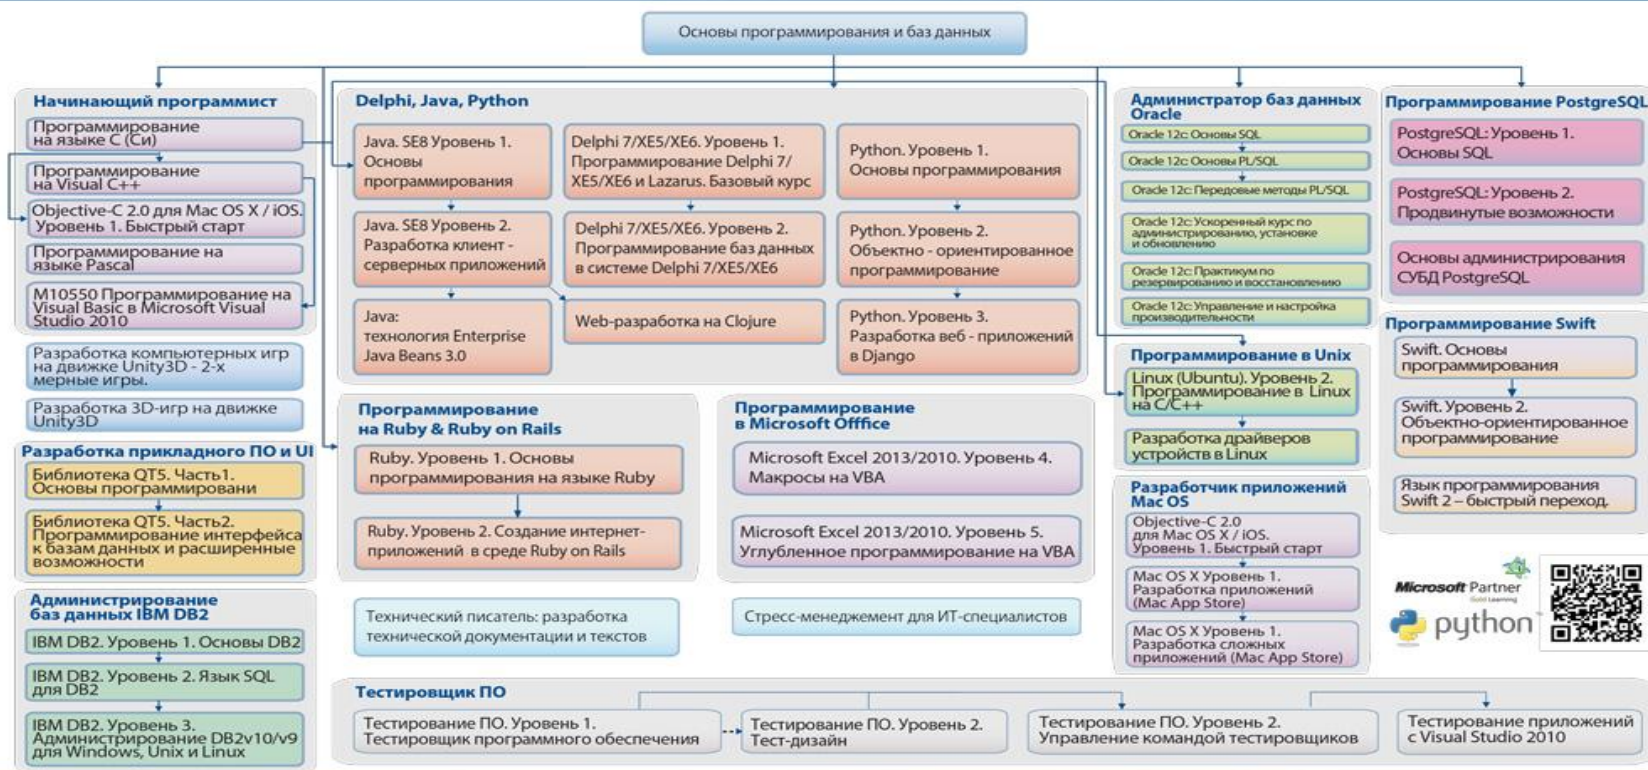 Основы программирования и баз данных
Начинающий программист
Программирование
на языке C (Си)
Программирование
на Visual C++
Objective-C 2.0 для Mac OS X / iOS.
Уровень 1. Быстрый старт
Программирование на
языке Pascal
M10550 Программирование на
Visual Basic в Microsoft Visual
Studio 2010
Разработка компьютерных игр
на движке Unity3D - 2-х
мерные игры.
Разработка 3D-игр на движке
Unity3D
Разработка прикладного ПО и UI
Библиотека QT5. Часть1.
Основы программировани
Библиотека QT5. Часть2.
Программирование интерфейса
к базам данных и расширенные
возможности
Администрирование
баз данных IBM DB2
IBM DB2. Уровень 1. Основы DB2
IBM DB2. Уровень 2. Язык SQL
для DB2
IBM DB2. Уровень 3.
Администрирование DB2v10/v9
для Windows, Unix и Linux
Delphi, Java, Python
Java. SE8 Уровень 1.
Основы
программирования
Java. SE8 Уровень 2.
Разработка клиент -
серверных приложений
Java:
технология Enterprise
Java Beans 3.0
Delphi 7/XE5/XE6. Уровень 1.
Программирование Delphi 7/
XE5/XE6 и Lazarus. Базовый курс
Delphi 7/XE5/XE6. Уровень 2.
Программирование баз данных
в системе Delphi 7/XE5/XE6
Web-разработка на Clojure
Python. Уровень 1.
Основы программирования
Python. Уровень 2.
Объектно - ориентированное
программирование
Python. Уровень 3.
Разработка веб - приложений
в Django
Программирование
на Ruby & Ruby on Rails
Ruby. Уровень 1. Основы
программирования на языке Ruby
Ruby. Уровень 2. Создание интернет-
приложений в среде Ruby on Rails
Программирование
в Microsoft Offfice
Microsoft Excel 2013/2010. Уровень 4.
Макросы на VBA
Microsoft Excel 2013/2010. Уровень 5.
Углубленное программирование на VBA
Технический писатель: разработка
технической документации и текстов
Стресс-менеджмент для ИТ-специалистов
Администратор баз данных
Oracle
Oracle 12c: Основы SQL
Oracle 12c: Основы PL/SQL
Oracle 12c: Передовые методы PL/SQL
Oracle 12c: Ускоренный курс по
администрированию, установке
и обновлению
Oracle 12c: Практикум по
резервированию и восстановлению
Oracle 12c: Управление и настройка
производительности
Программирование в Unix
Linux (Ubuntu). Уровень 2.
Программирование в Linux
на C/C++
Разработка драйверов
устройств в Linux
Разработчик приложений
Mac OS
Objective-C 2.0
для Mac OS X / iOS.
Уровень 1. Быстрый старт
Mac OS X Уровень 1.
Разработка приложений
(Mac App Store)
Mac OS X Уровень 1.
Разработка сложных
приложений (Mac App Store)
Программирование PostgreSQL
PostgreSQL: Уровень 1.
Основы SQL
PostgreSQL: Уровень 2.
Продвинутые возможности
Основы администрирования
СУБД PostgreSQL
Программирование Swift
Swift. Основы
программирования
Swift. Уровень 2.
Объектно-ориентированное
программирование
Язык программирования
Swift 2 – быстрый переход.
Microsoft Partner
Gold Learning
python
Тестировщик ПО
Тестирование ПО. Уровень 1.
Тестировщик программного обеспечения
Тестирование ПО. Уровень 2.
Тест-дизайн
Тестирование ПО. Уровень 2.
Управление командой тестировщиков
Тестирование приложений
с Visual Studio 2010